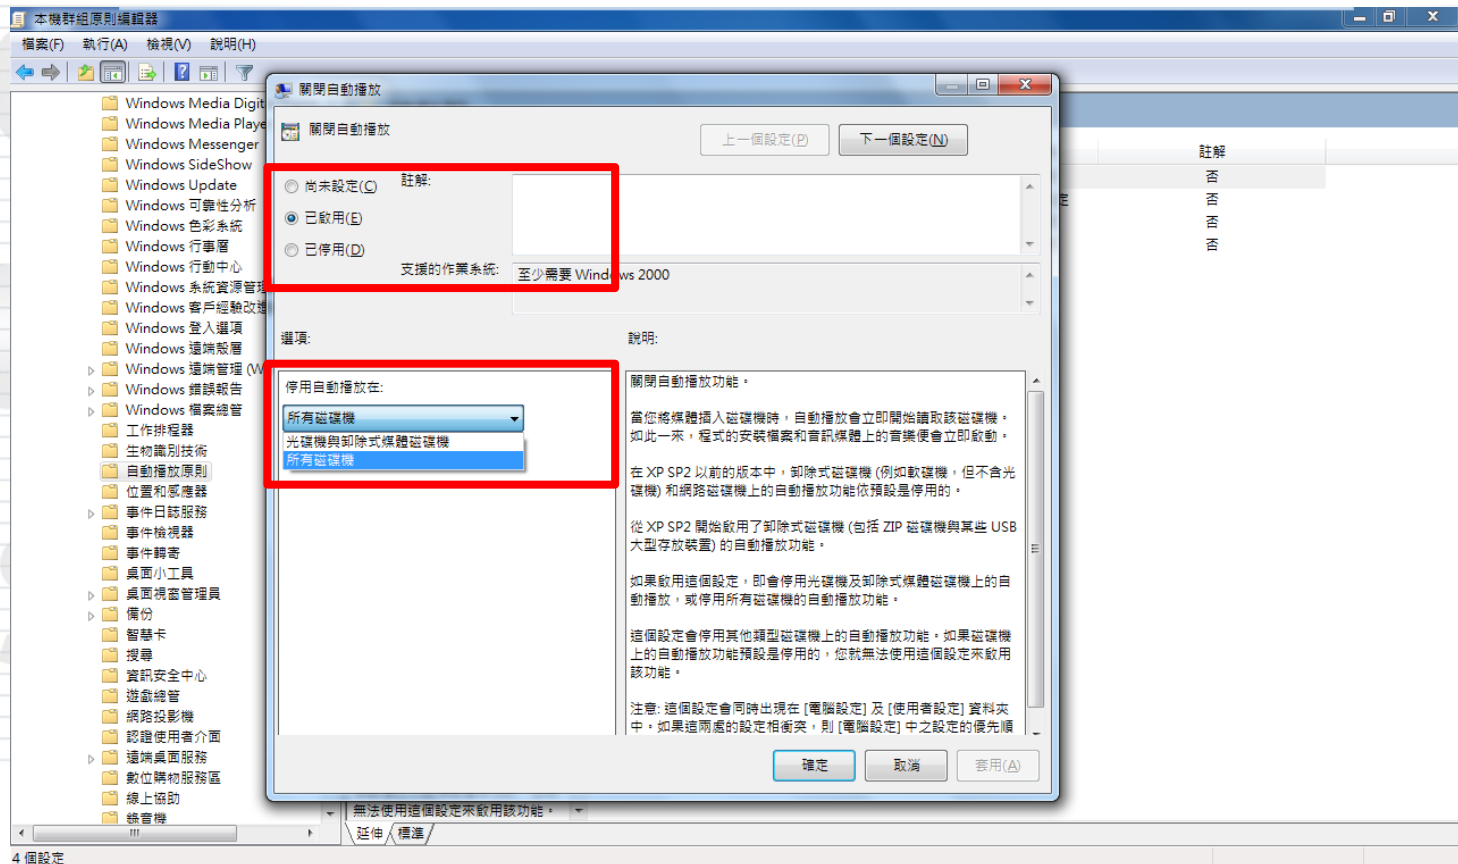 本機群組原則編輯器
檔案(F) 執行(A) 檢視(V) 說明(H)
Windows Media Digit
Windows Media Playe
Windows Messenger
Windows SideShow
Windows Update
Windows 可靠性分析
Windows 色彩系統
Windows 行事曆
Windows 行動中心
Windows 系統資源管理
Windows 客戶經驗改進
Windows 登入選項
Windows 遠端殼層
Windows 遠端管理 (W
Windows 錯誤報告
Windows 檔案總管
工作排程器
生物識別技術
自動播放原則
位置和感應器
事件日誌服務
事件檢視器
事件轉寄
桌面小工具
桌面視窗管理員
備份
智慧卡
搜尋
資訊安全中心
遊戲總管
網路投影機
認證使用者介面
遠端桌面服務
數位購物服務區
線上協助
錄音機
關閉自動播放
關閉自動播放
上一個設定(P) 下一個設定(N)
尚未設定(C)
已啟用(E)
已停用(D)
註解:
支援的作業系統:
至少需要 Windows 2000
選項:
說明:
停用自動播放在:
所有磁碟機
光碟機與卸除式媒體磁碟機
所有磁碟機
關閉自動播放功能。
當您將媒體插入磁碟機時，自動播放會立即開始讀取該磁碟機。
如此一來，程式的安裝檔案和音訊媒體上的音樂便會立即啟動。
在 XP SP2 以前的版本中，卸除式磁碟機 (例如軟碟機，但不含光
碟機) 和網路磁碟機上的自動播放功能依預設是停用的。
從 XP SP2 開始啟用了卸除式磁碟機 (包括 ZIP 磁碟機與某些 USB
大型存放裝置) 的自動播放功能。
如果啟用這個設定，即會停用光碟機及卸除式媒體磁碟機上的自
動播放，或停用所有磁碟機的自動播放功能。
這個設定會停用其他類型磁碟機上的自動播放功能。如果磁碟機
上的自動播放功能預設是停用的，您就無法使用這個設定來啟用
該功能。
注意: 這個設定會同時出現在 [電腦設定] 及 [使用者設定] 資料夾
中。如果這兩處的設定相衝突，則 [電腦設定] 中之設定的優先順
確定 取消 套用(A)
註解
否
定 否
否
否
無法使用這個設定來啟用該功能。
延伸 標準
4 個設定